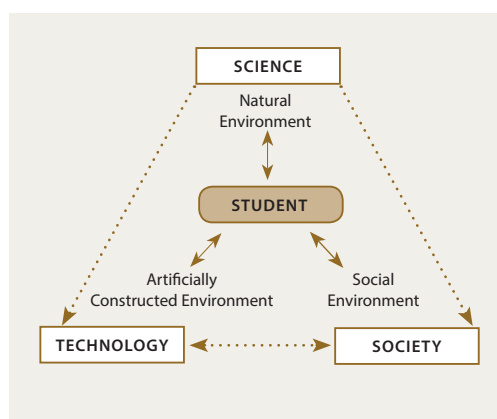 SCIENCE
Natural
Environment
STUDENT
Artificially
Constructed Environment
Social
Environment
TECHNOLOGY
SOCIETY